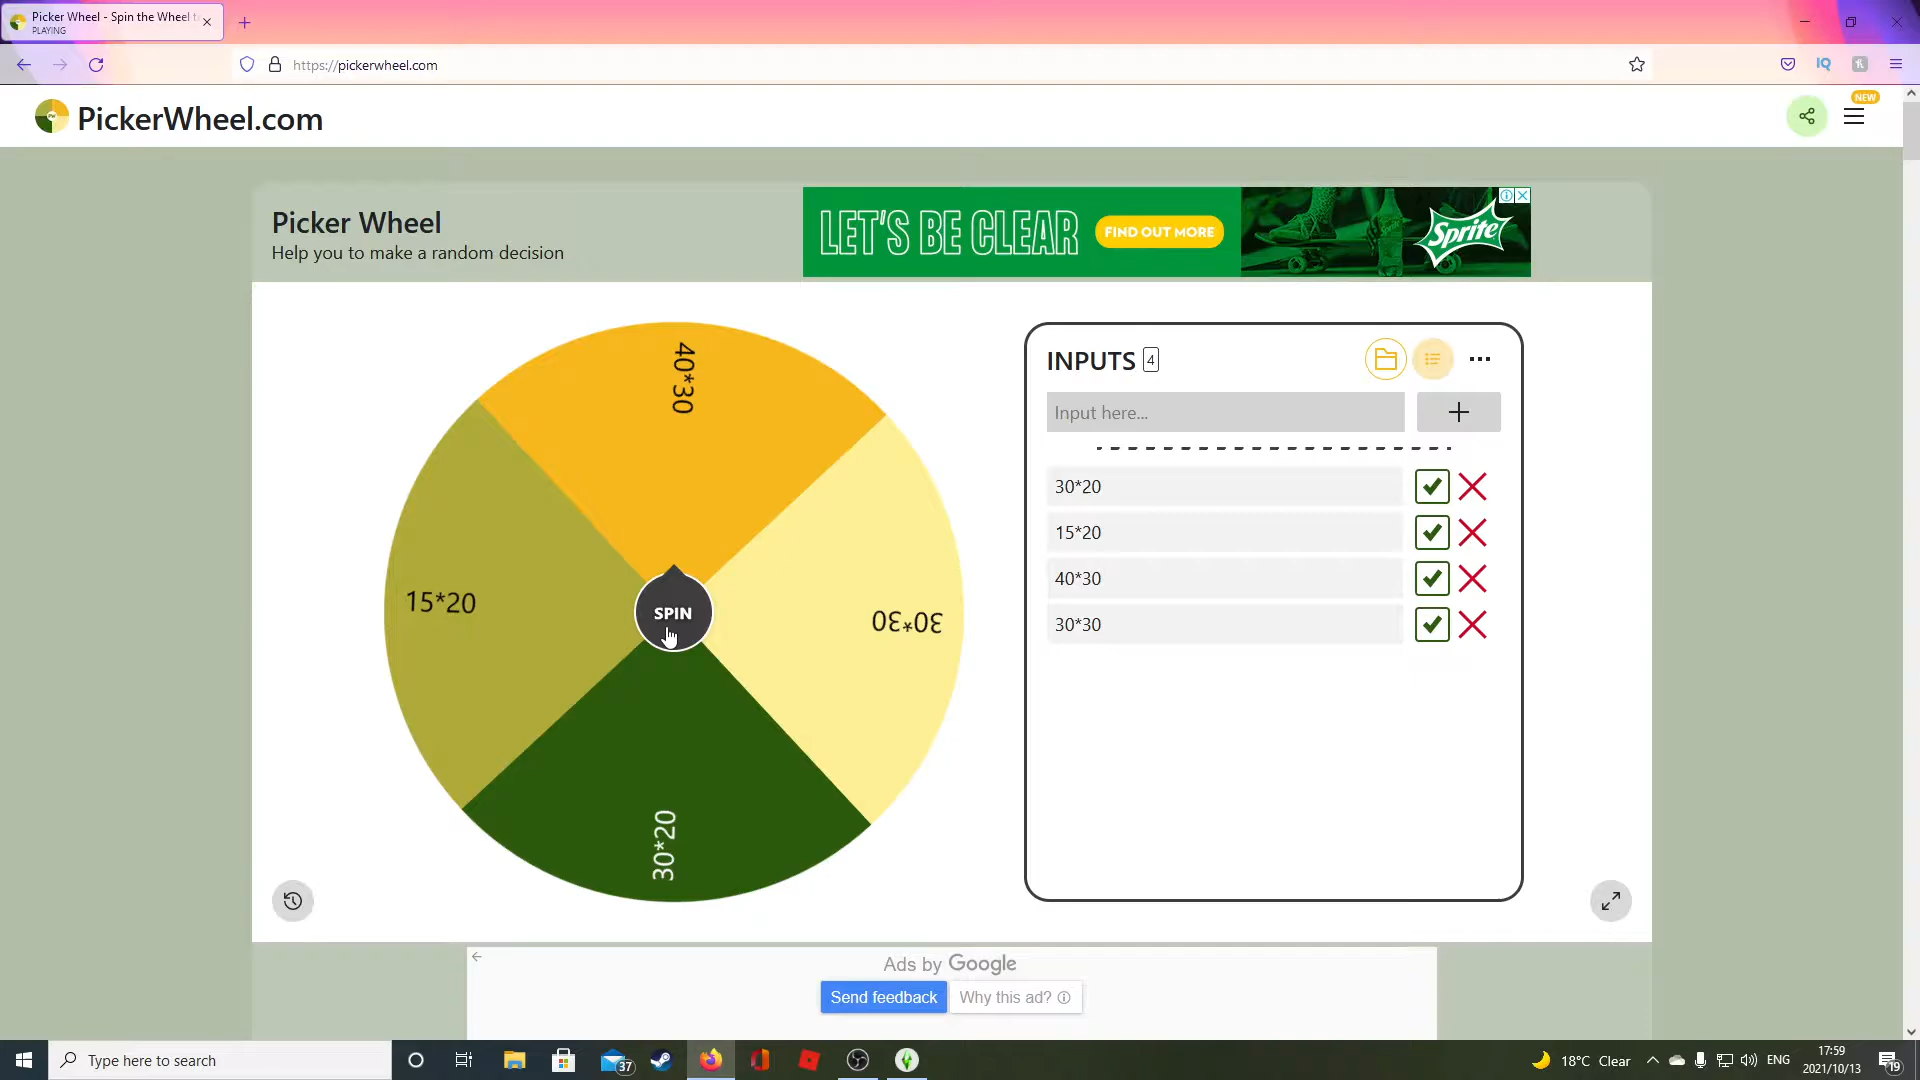 Picker Wheel - Spin the Wheel t
PLAYING
https://pickerwheel.com
IQ
PickerWheel.com
NEW
Picker Wheel
Help you to make a random decision
LET'S BE CLEAR
FIND OUT MORE
Sprite
40*30
15*20
30*30
30*20
SPIN
INPUTS 4
Input here...
30*20
15*20
40*30
30*30
Ads by Google
Send feedback
Why this ad?
Type here to search
37
18°C Clear
ENG
17:59
2021/10/13
19